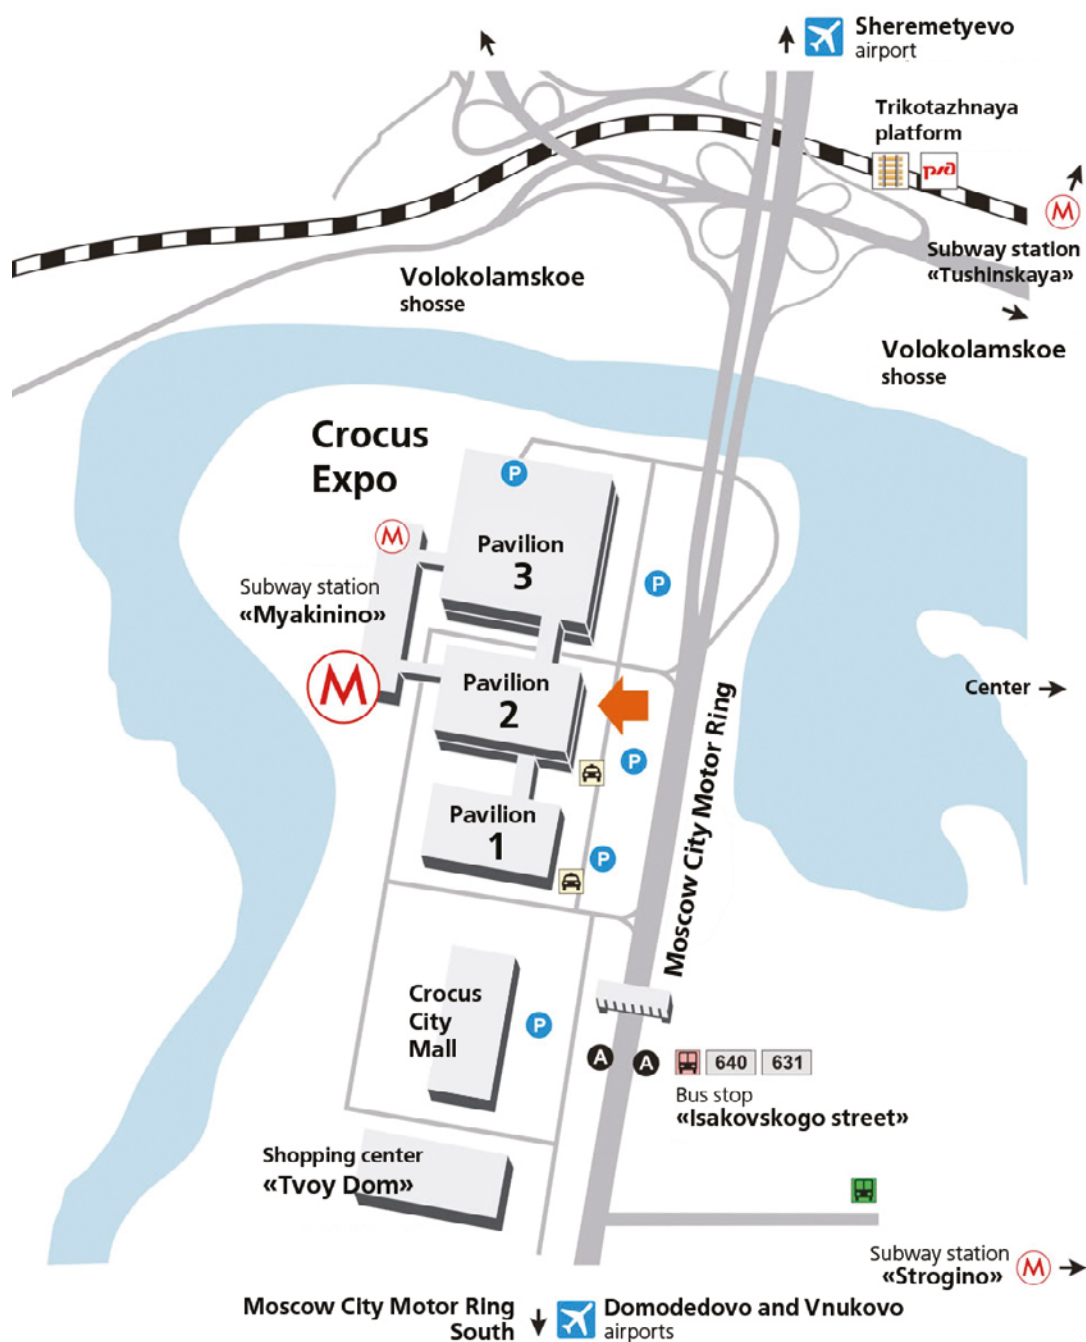 Sheremetyevo
airport
Trikotazhnaya
platform
рзд
M
Subway station
«Tushinskaya»
Volokolamskoe
shosse
Volokolamskoe
shosse
Crocus
Expo
P
Pavilion
3
M
P
Subway station
«Myakinino»
M
Pavilion
2
Center
Moscow City Motor Ring
P
Pavilion
1
P
Crocus
City
Mall
P
A A 640 631
Bus stop
«Isakovskogo street»
Shopping center
«Tvoy Dom»
Subway station
«Strogino»
M
Moscow City Motor Ring
South
Domodedovo and Vnukovo
airports